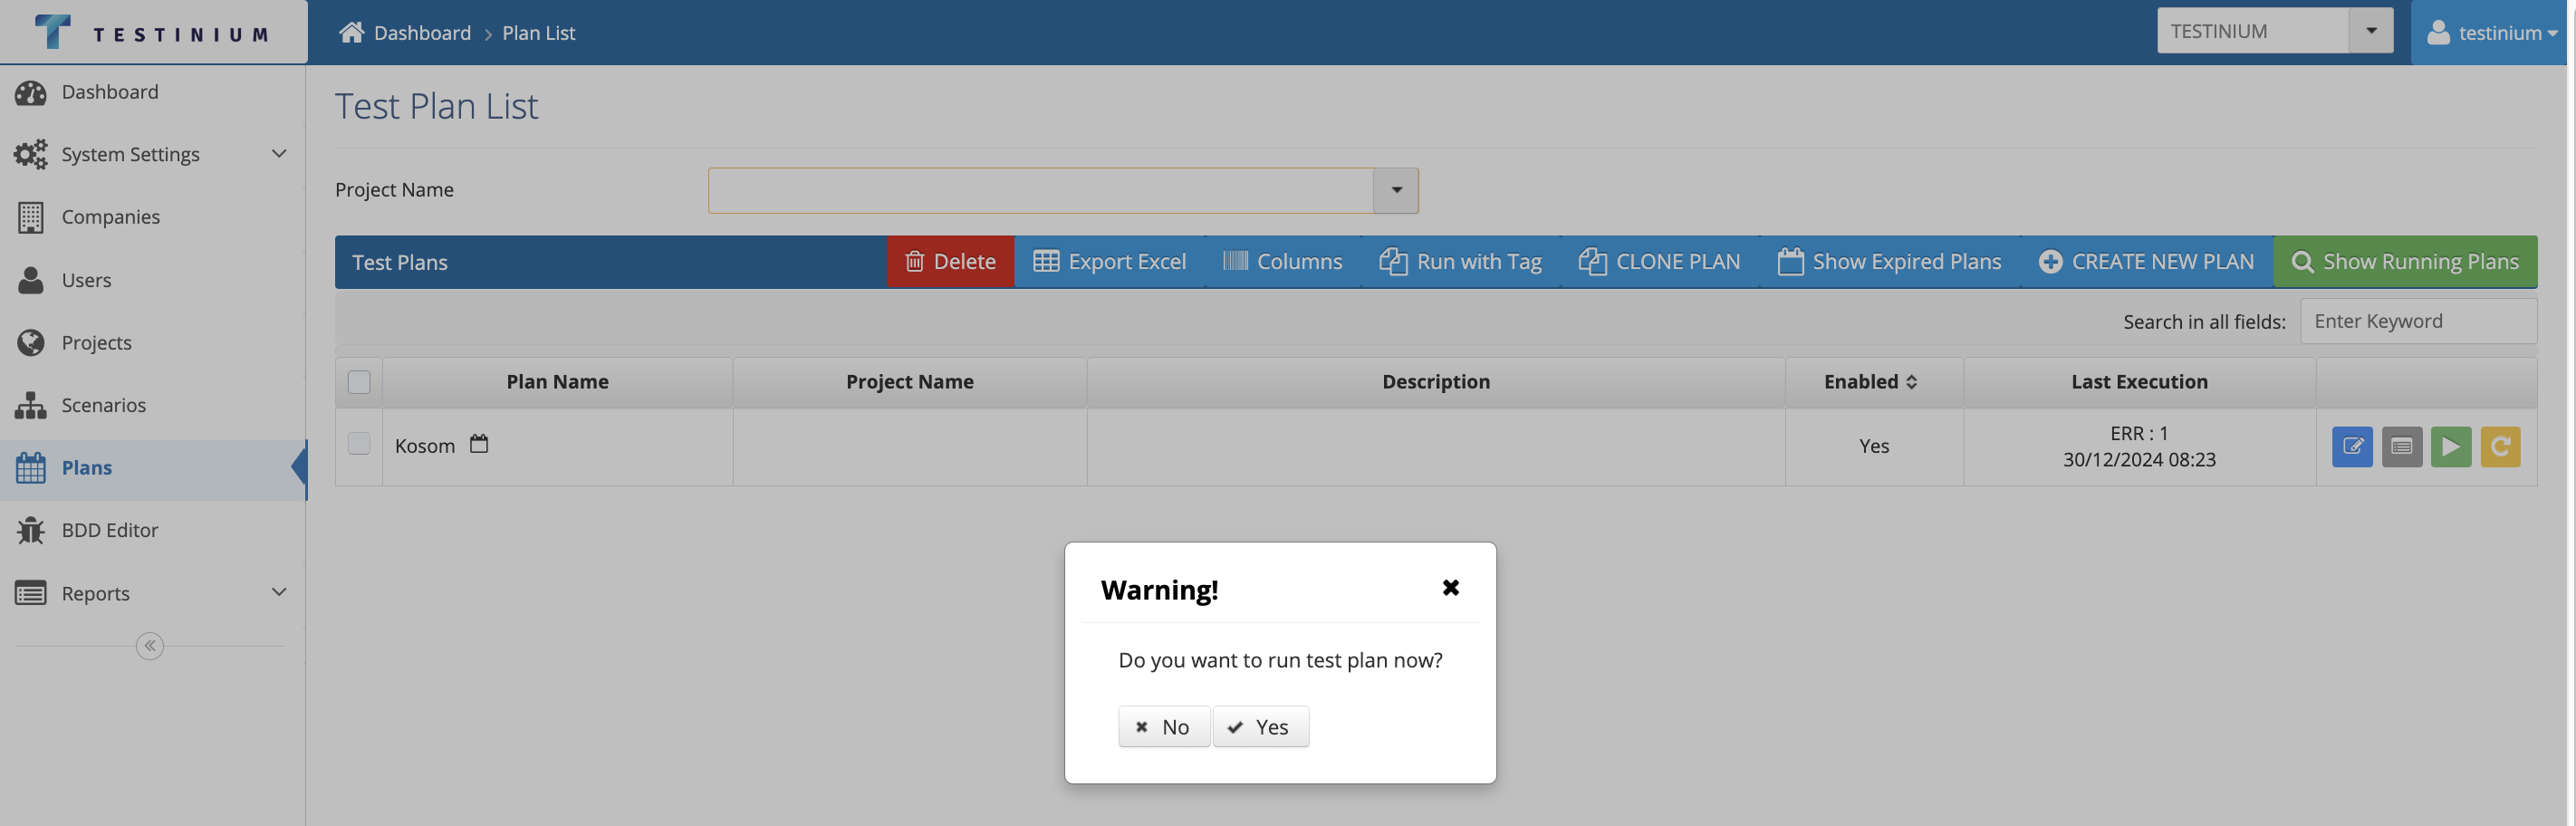 TESTINIUM
Dashboard > Plan List
TESTINIUM
testinium
Dashboard
System Settings
Companies
Users
Projects
Scenarios
Plans
BDD Editor
Reports
Test Plan List
Project Name
Test Plans
Delete
Export Excel
Columns
Run with Tag
CLONE PLAN
Show Expired Plans
CREATE NEW PLAN
Show Running Plans
Search in all fields: Enter Keyword
Plan Name
Project Name
Description
Enabled
Last Execution
Kosom
Yes
ERR : 1
30/12/2024 08:23
Warning!
Do you want to run test plan now?
No
Yes